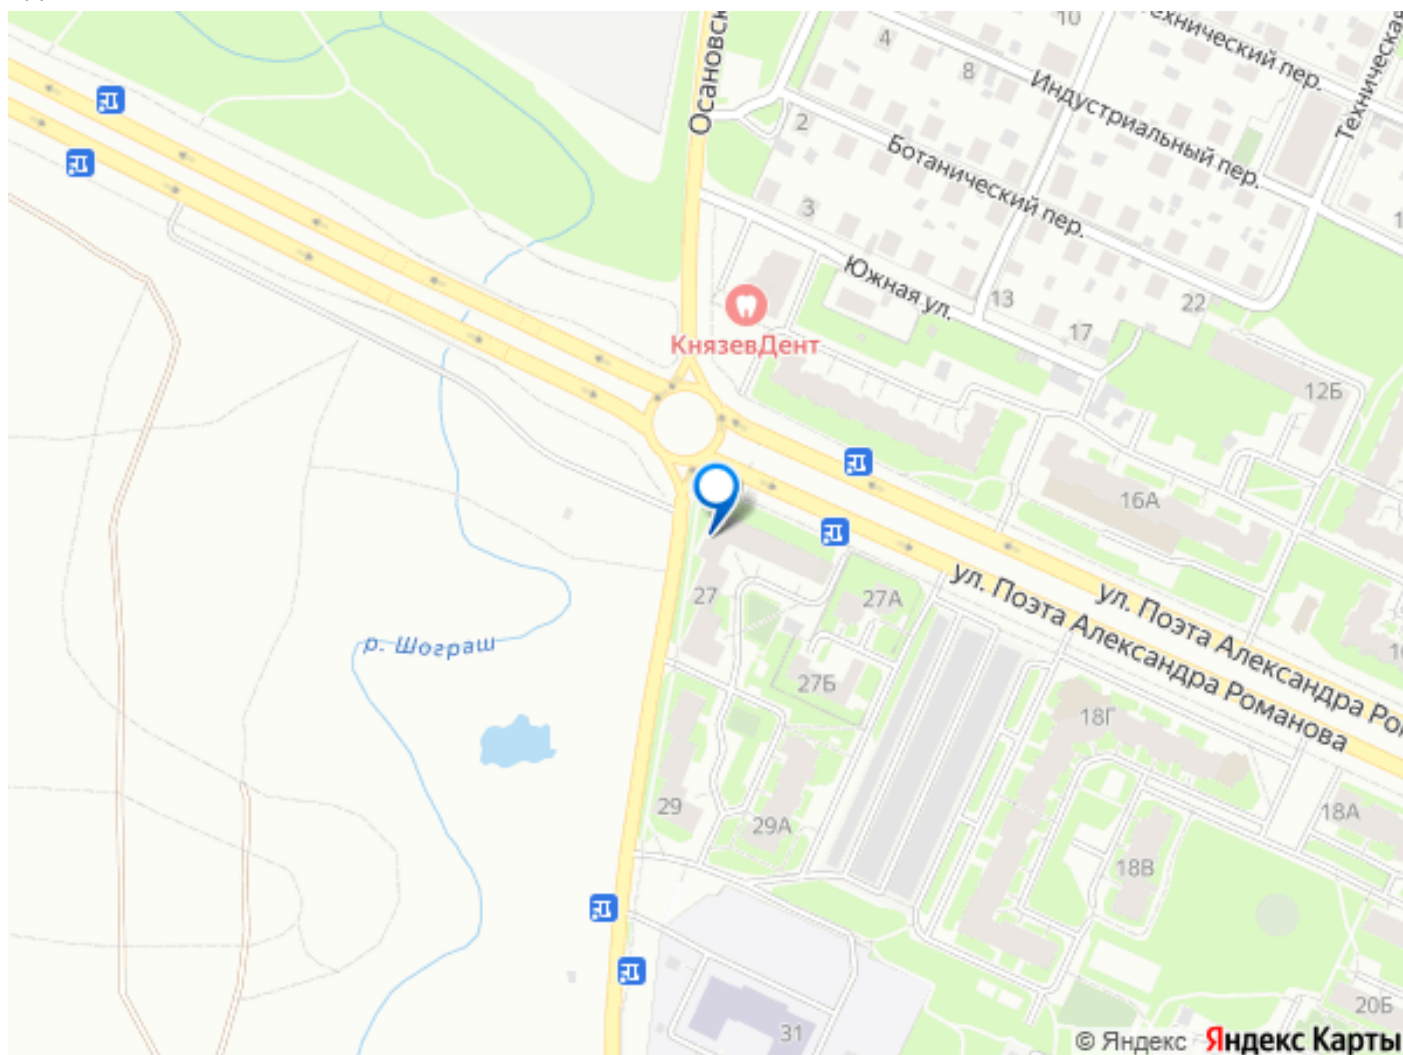 10
ехнический пер.
4
8
Индустриальный пер.
Техническая
Осановск
2
Ботанический пер.
3
Южная ул.
13
22
17
КнязевДент
12Б
16А
ул. Поэта Александра Романова
ул. Поэта Александра Ро
27
27А
р. Шограш
27Б
18Г
29
29А
18А
18В
31
20Б
© Яндекс Яндекс Карты